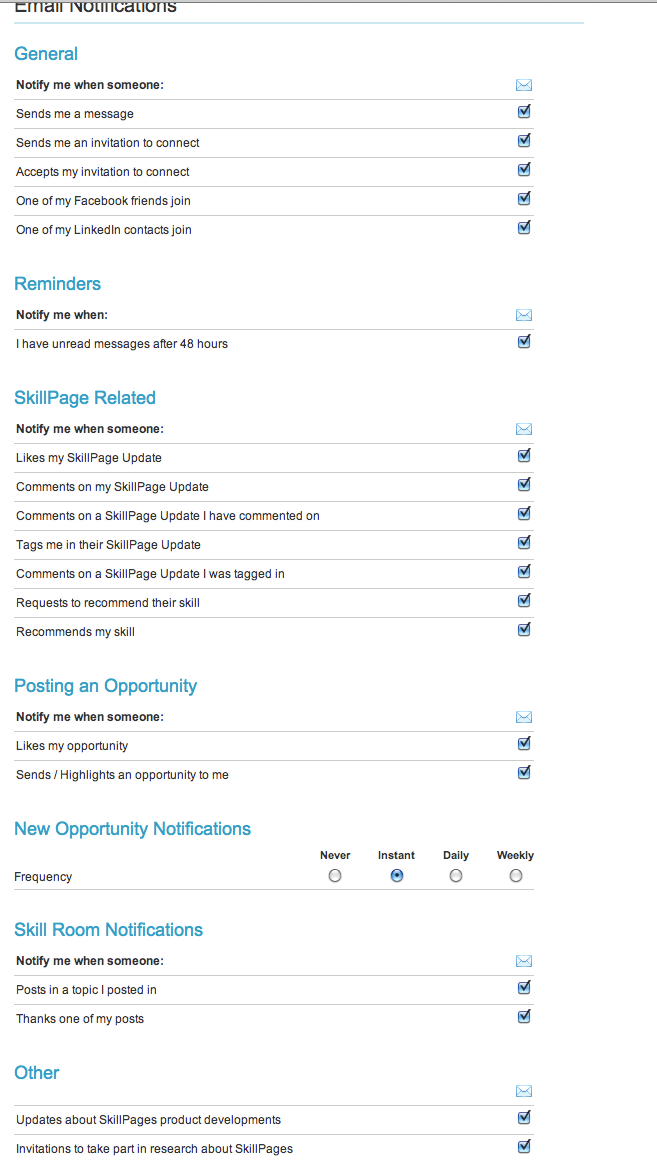 Email Notifications
General
Notify me when someone:
Sends me a message
Sends me an invitation to connect
Accepts my invitation to connect
One of my Facebook friends join
One of my LinkedIn contacts join
Reminders
Notify me when:
I have unread messages after 48 hours
SkillPage Related
Notify me when someone:
Likes my SkillPage Update
Comments on my SkillPage Update
Comments on a SkillPage Update I have commented on
Tags me in their SkillPage Update
Comments on a SkillPage Update I was tagged in
Requests to recommend their skill
Recommends my skill
Posting an Opportunity
Notify me when someone:
Likes my opportunity
Sends / Highlights an opportunity to me
New Opportunity Notifications
Never Instant Daily Weekly
Frequency
Skill Room Notifications
Notify me when someone:
Posts in a topic I posted in
Thanks one of my posts
Other
Updates about SkillPages product developments
Invitations to take part in research about SkillPages